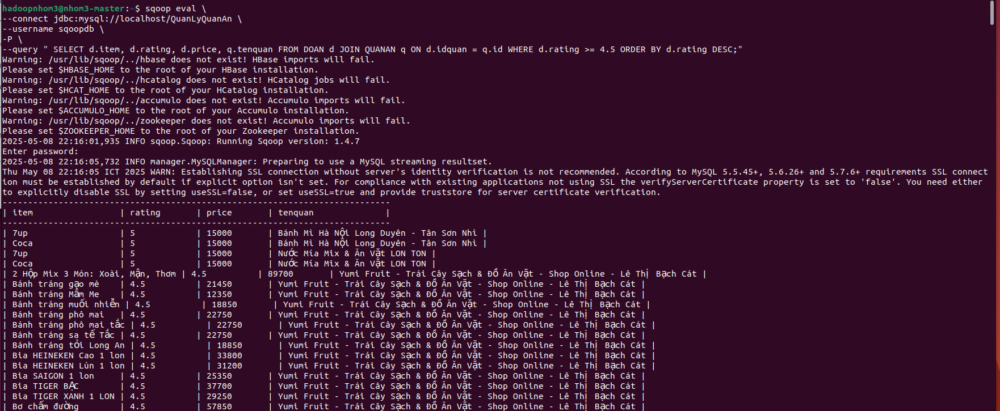 hadoopnhom3@nhom3-master:~$ sqoop eval \
--connect jdbc:mysql://localhost/QuanLyQuanAn \
--username sqoopdb \
-P \
--query " SELECT d.item, d.rating, d.price, q.tenquan FROM DOAN d JOIN QUANAN q ON d.idquan = q.id WHERE d.rating >= 4.5 ORDER BY d.rating DESC;"
Warning: /usr/lib/sqoop/../hbase does not exist! HBase imports will fail.
Please set $HBASE_HOME to the root of your HBase installation.
Warning: /usr/lib/sqoop/../hcatalog does not exist! HCatalog jobs will fail.
Please set $HCAT_HOME to the root of your HCatalog installation.
Warning: /usr/lib/sqoop/../accumulo does not exist! Accumulo imports will fail.
Please set $ACCUMULO_HOME to the root of your Accumulo installation.
Warning: /usr/lib/sqoop/../zookeeper does not exist! Accumulo imports will fail.
Please set $ZOOKEEPER_HOME to the root of your Zookeeper installation.
2025-05-08 22:16:01,935 INFO sqoop.Sqoop: Running Sqoop version: 1.4.7
Enter password:
2025-05-08 22:16:05,732 INFO manager.MySQLManager: Preparing to use a MySQL streaming resultset.
Thu May 08 22:16:05 ICT 2025 WARN: Establishing SSL connection without server's identity verification is not recommended. According to MySQL 5.5.45+, 5.6.26+ and 5.7.6+ requirements SSL connect
ion must be established by default if explicit option isn't set. For compliance with existing applications not using SSL the verifyServerCertificate property is set to 'false'. You need either
to explicitly disable SSL by setting useSSL=false, or set useSSL=true and provide truststore for server certificate verification.
----------------------------------------------------------------------------
| item                 | rating       | price       | tenquan              |
----------------------------------------------------------------------------
| 7up                  | 5            | 15000       | Bánh Mì Hà Nội Long Duyên - Tân Sơn Nhì |
| Coca                 | 5            | 15000       | Bánh Mì Hà Nội Long Duyên - Tân Sơn Nhì |
| 7up                  | 5            | 15000       | Nước Mía Mix & Ăn Vặt LON TON |
| Coca                 | 5            | 15000       | Nước Mía Mix & Ăn Vặt LON TON |
| 2 Hộp Mix 3 Món: Xoài, Mận, Thơm | 4.5          | 89700       | Yumi Fruit - Trái Cây Sạch & Đồ Ăn Vặt - Shop Online - Lê Thị Bạch Cát |
| Bánh tráng gạo mè    | 4.5          | 21450       | Yumi Fruit - Trái Cây Sạch & Đồ Ăn Vặt - Shop Online - Lê Thị Bạch Cát |
| Bánh tráng Mắm Me    | 4.5          | 12350       | Yumi Fruit - Trái Cây Sạch & Đồ Ăn Vặt - Shop Online - Lê Thị Bạch Cát |
| Bánh tráng muối nhiễn | 4.5          | 18850       | Yumi Fruit - Trái Cây Sạch & Đồ Ăn Vặt - Shop Online - Lê Thị Bạch Cát |
| Bánh tráng phô mai   | 4.5          | 22750       | Yumi Fruit - Trái Cây Sạch & Đồ Ăn Vặt - Shop Online - Lê Thị Bạch Cát |
| Bánh tráng phô mai tắc | 4.5          | 22750       | Yumi Fruit - Trái Cây Sạch & Đồ Ăn Vặt - Shop Online - Lê Thị Bạch Cát |
| Bánh tráng sa tế Tắc | 4.5          | 22750       | Yumi Fruit - Trái Cây Sạch & Đồ Ăn Vặt - Shop Online - Lê Thị Bạch Cát |
| Bánh tráng tỏi Long An | 4.5          | 18850       | Yumi Fruit - Trái Cây Sạch & Đồ Ăn Vặt - Shop Online - Lê Thị Bạch Cát |
| Bia HEINEKEN Cao 1 lon | 4.5          | 33800       | Yumi Fruit - Trái Cây Sạch & Đồ Ăn Vặt - Shop Online - Lê Thị Bạch Cát |
| Bia HEINEKEN Lùn 1 lon | 4.5          | 31200       | Yumi Fruit - Trái Cây Sạch & Đồ Ăn Vặt - Shop Online - Lê Thị Bạch Cát |
| Bia SAIGON 1 lon     | 4.5          | 25350       | Yumi Fruit - Trái Cây Sạch & Đồ Ăn Vặt - Shop Online - Lê Thị Bạch Cát |
| Bia TIGER BẠC        | 4.5          | 37700       | Yumi Fruit - Trái Cây Sạch & Đồ Ăn Vặt - Shop Online - Lê Thị Bạch Cát |
| Bia TIGER XANH 1 LON | 4.5          | 29250       | Yumi Fruit - Trái Cây Sạch & Đồ Ăn Vặt - Shop Online - Lê Thị Bạch Cát |
| Bơ chấm đường        | 4.5          | 57850       | Yumi Fruit - Trái Cây Sạch & Đồ Ăn Vặt - Shop Online - Lê Thị Bạch Cát |